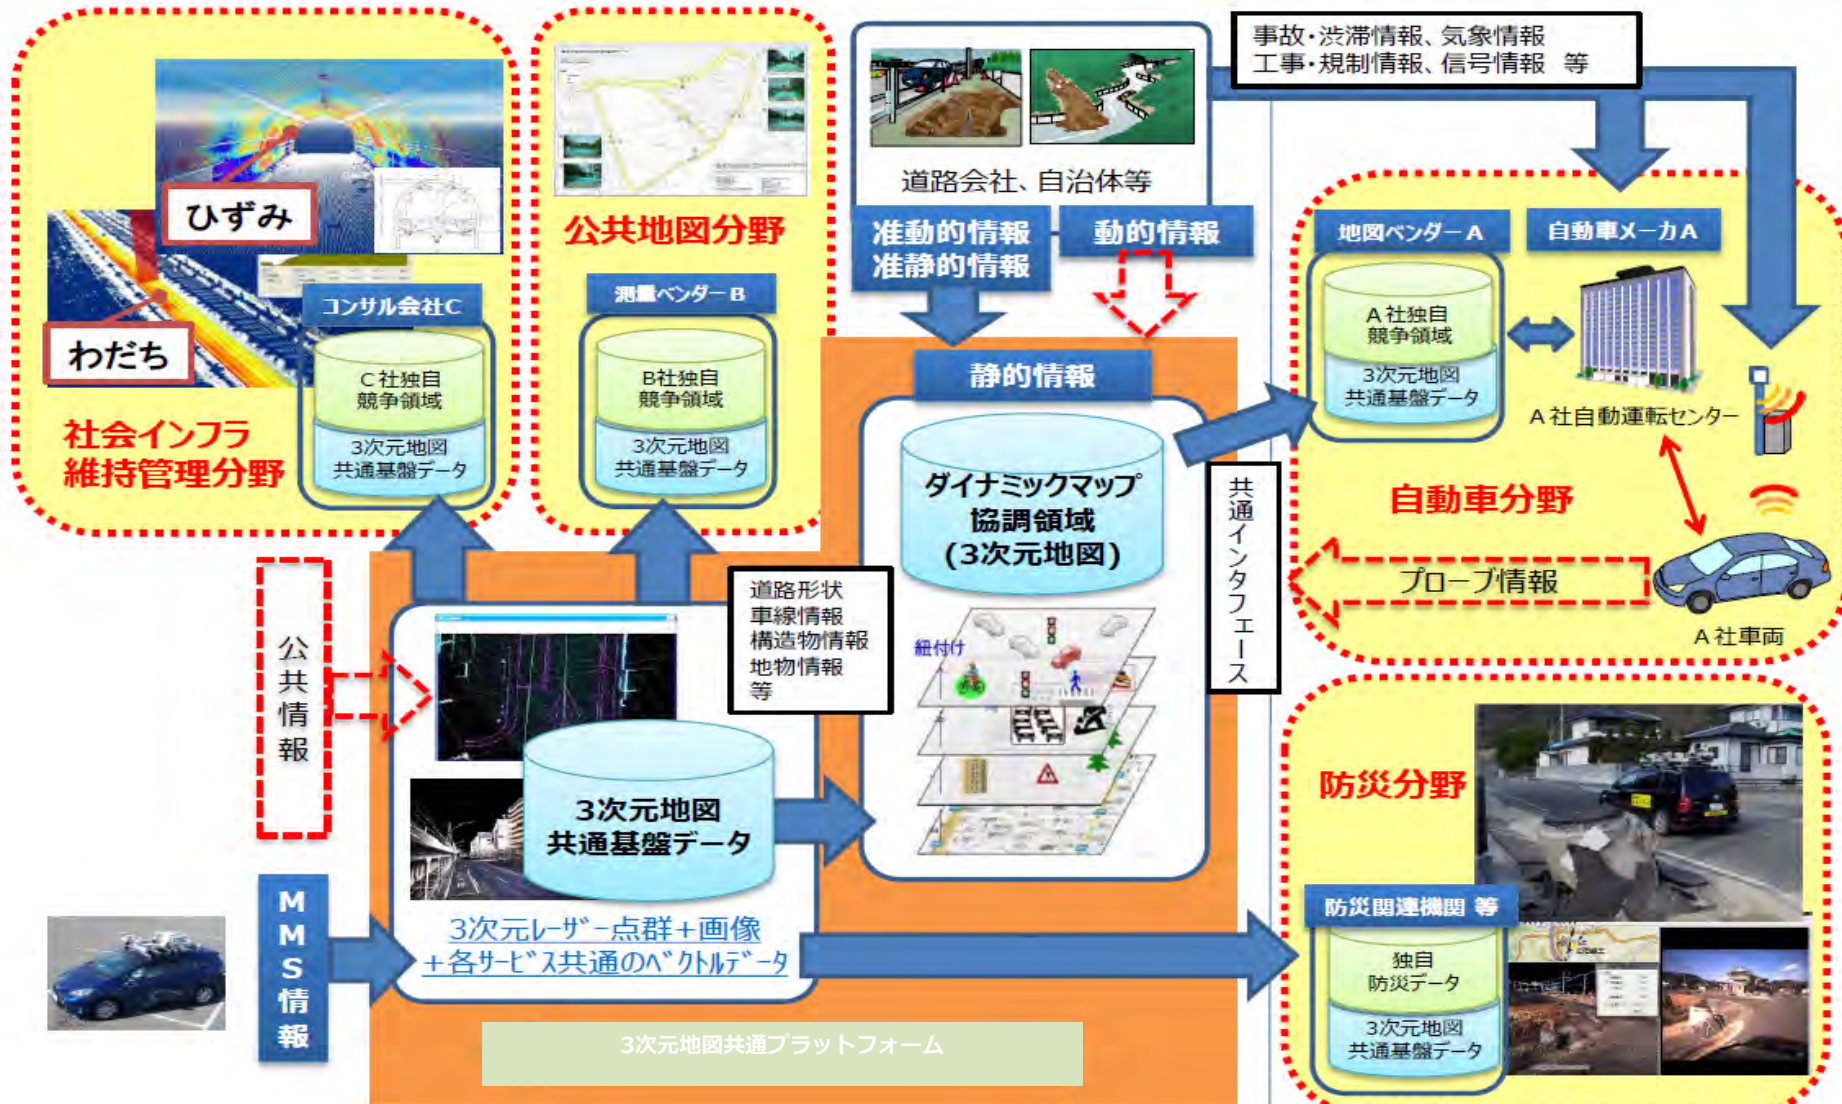 事故・渋滞情報、気象情報
工事・規制情報、信号情報 等
ひずみ
わだち
コンサル会社C
C社独自
競争領域
3次元地図
共通基盤データ
社会インフラ
維持管理分野
公共地図分野
測量ベンダーB
B社独自
競争領域
3次元地図
共通基盤データ
道路会社、自治体等
准動的情報
准静的情報
動的情報
静的情報
ダイナミックマップ
協調領域
(3次元地図)
紐付け
地図ベンダーA
自動車メーカA
A社独自
競争領域
3次元地図
共通基盤データ
A社自動運転センター
自動車分野
プローブ情報
A社車両
共通インタフェース
公共情報
道路形状
車線情報
構造物情報
地物情報
等
3次元地図
共通基盤データ
3次元レーザー点群+画像
+各サービス共通のベクトルデータ
MMS情報
3次元地図共通プラットフォーム
防災分野
防災関連機関 等
独自
防災データ
3次元地図
共通基盤データ